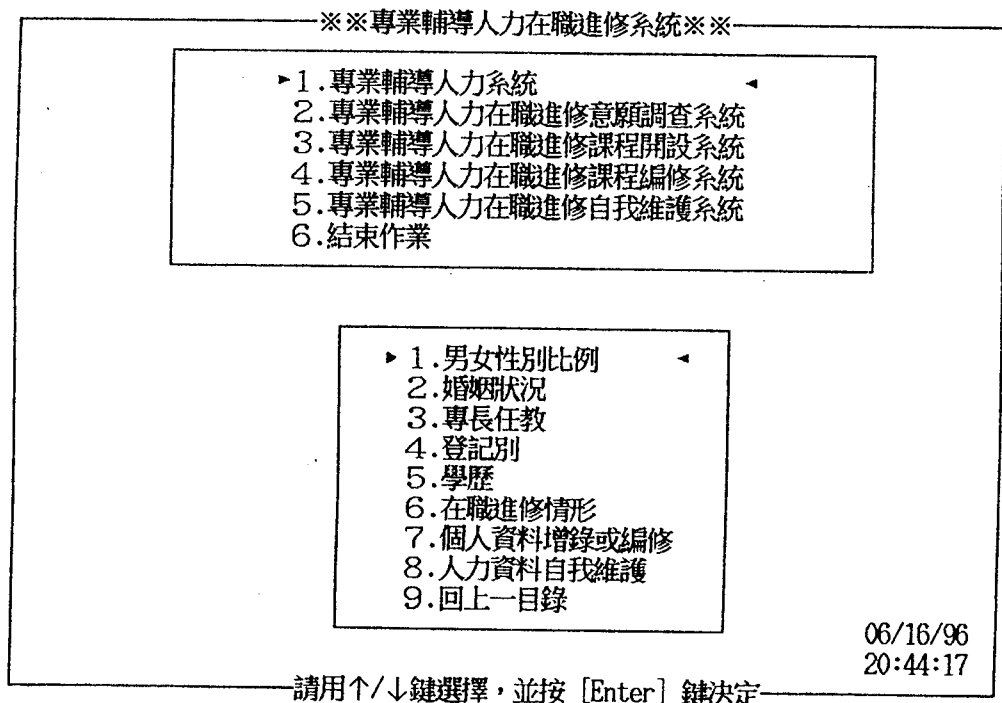 ※※專業輔導人力在職進修系統※※
►1.專業輔導人力系統◄
2.專業輔導人力在職進修意願調查系統
3.專業輔導人力在職進修課程開設系統
4.專業輔導人力在職進修課程編修系統
5.專業輔導人力在職進修自我維護系統
6.結束作業
►1.男女性別比例◄
2.婚姻狀況
3.專長任教
4.登記別
5.學歷
6.在職進修情形
7.個人資料增錄或編修
8.人力資料自我維護
9.回上一目錄
06/16/96
20:44:17
請用↑/↓鍵選擇，並按 [Enter] 鍵決定